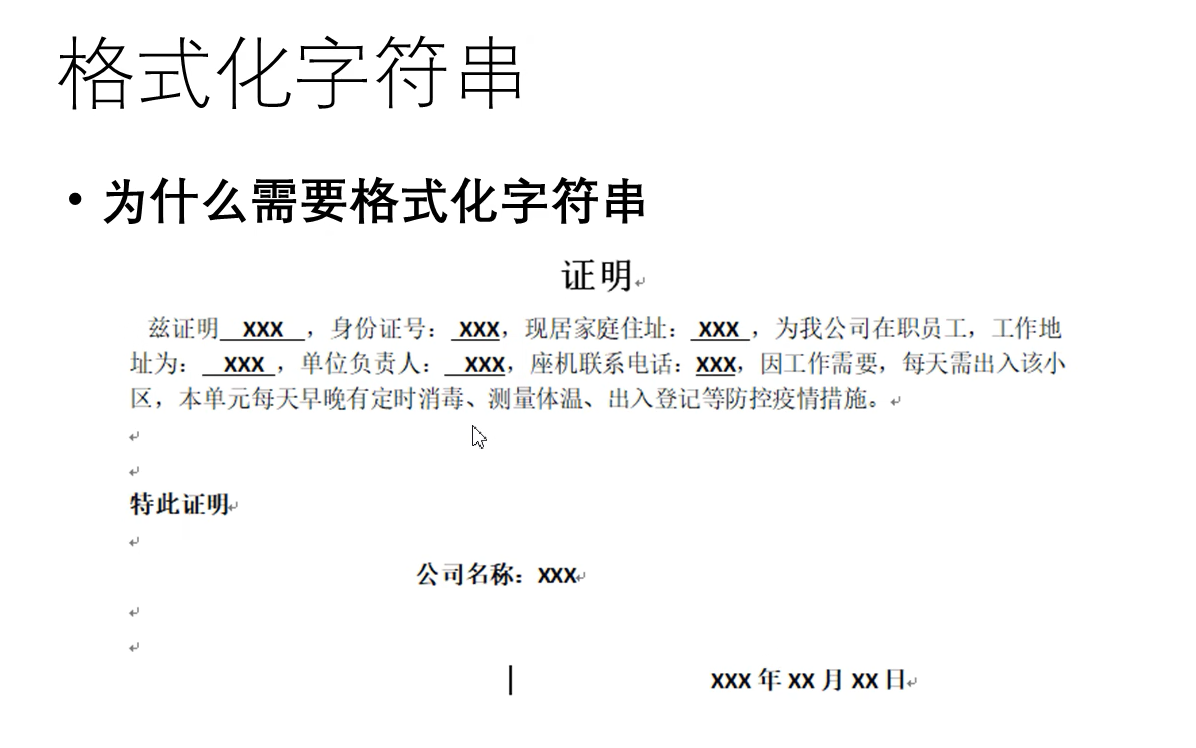 格式化字符串
• 为什么需要格式化字符串
证明
兹证明 XXX ，身份证号： XXX，现居家庭住址： XXX ，为我公司在职员工，工作地
址为： XXX ，单位负责人： XXX，座机联系电话：XXX，因工作需要，每天需出入该小
区，本单元每天早晚有定时消毒、测量体温、出入登记等防控疫情措施。
特此证明
公司名称：XXX
XXX 年 XX 月 XX 日